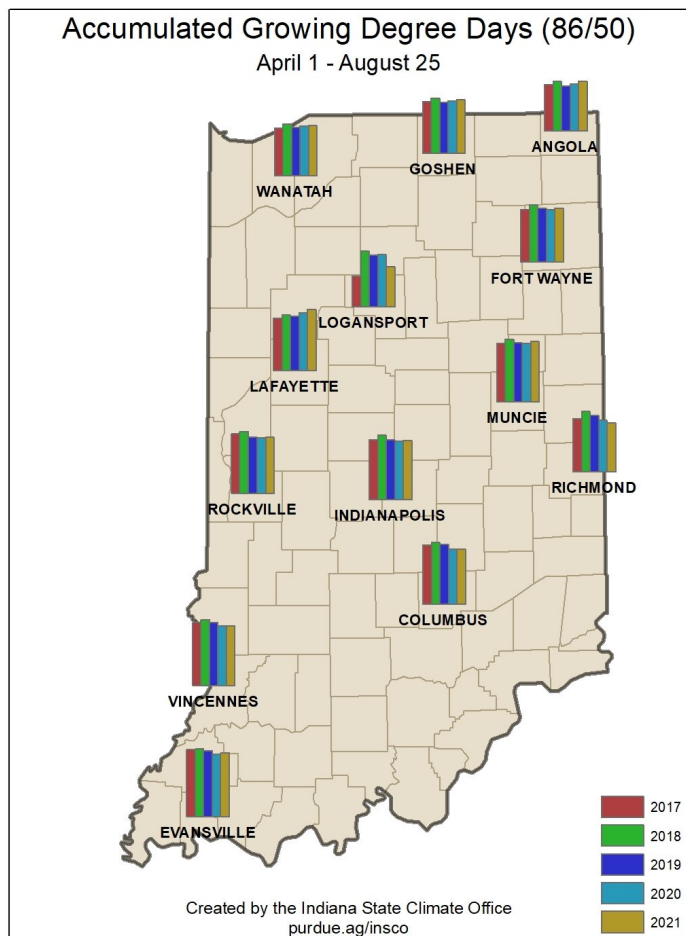 Accumulated Growing Degree Days (86/50)
April 1 - August 25
ANGOLA
GOSHEN
WANATAH
FORT WAYNE
LOGANSPORT
LAFAYETTE
MUNCIE
RICHMOND
ROCKVILLE
INDIANAPOLIS
COLUMBUS
VINCENNES
EVANSVILLE
2017
2018
2019
2020
2021
Created by the Indiana State Climate Office
purdue.ag/insco